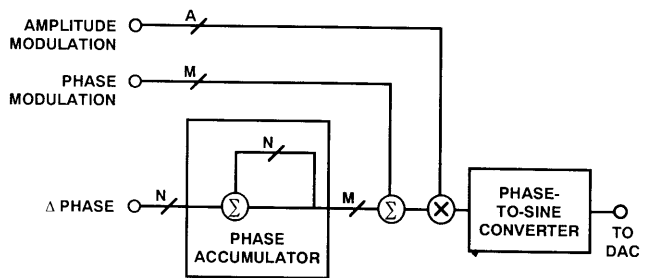 AMPLITUDE
MODULATION
A
PHASE
MODULATION
M
N
Δ PHASE
N
Σ
M
Σ
X
PHASE
ACCUMULATOR
PHASE-
TO-SINE
CONVERTER
TO
DAC